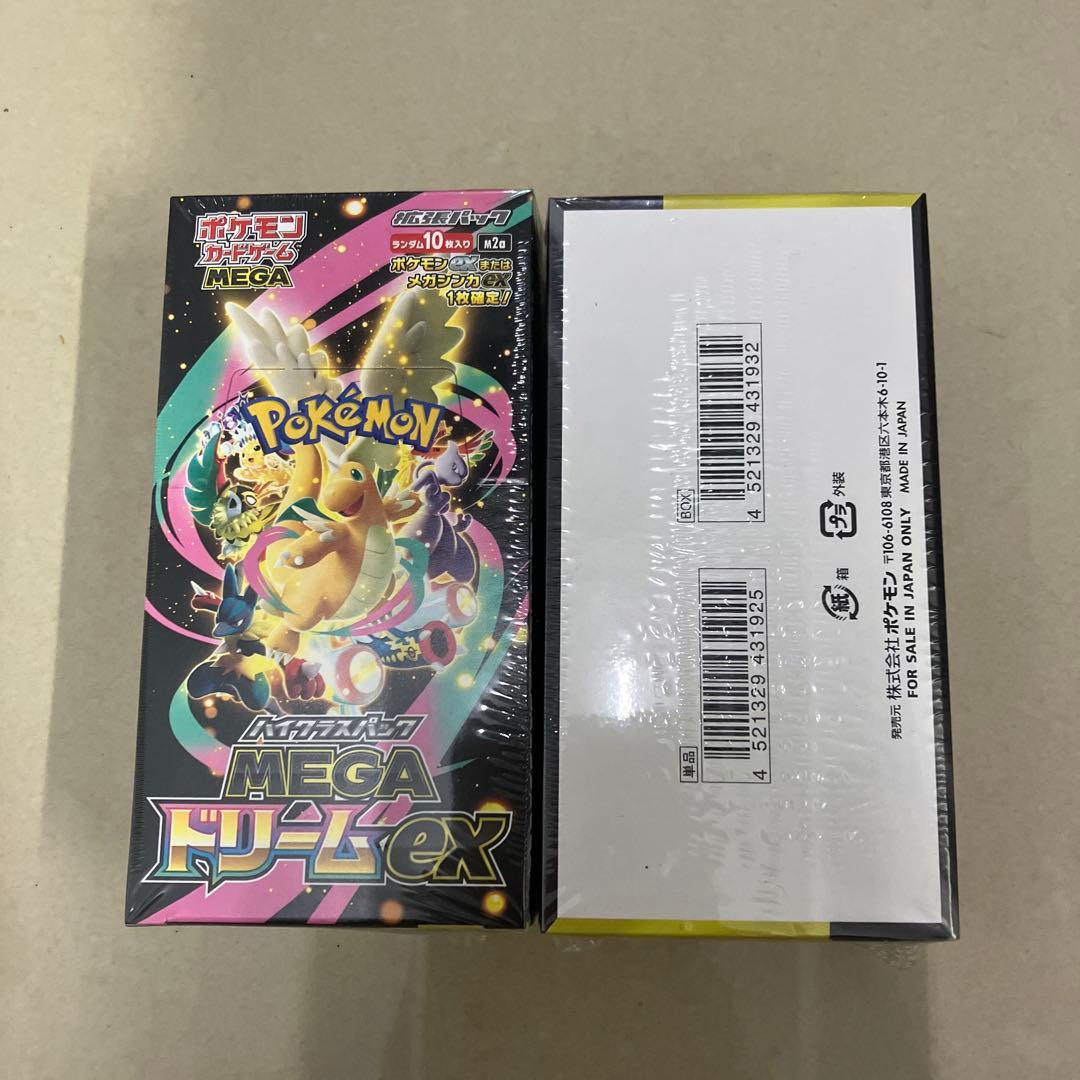 ポケモン
カードゲーム
MEGA
拡張パック
ランダム10枚入り M2a
ポケモンexまたは
メガシンカex
1枚確定!
POKÉMON
TM
ハイクラスパック
MEGA
ドリームex
BOX
4 521329 431932
単品
4 521329 431925
プラ 外装
紙 箱
発売元 株式会社ポケモン 〒106-6108 東京都港区六本木6-10-1
FOR SALE IN JAPAN ONLY MADE IN JAPAN